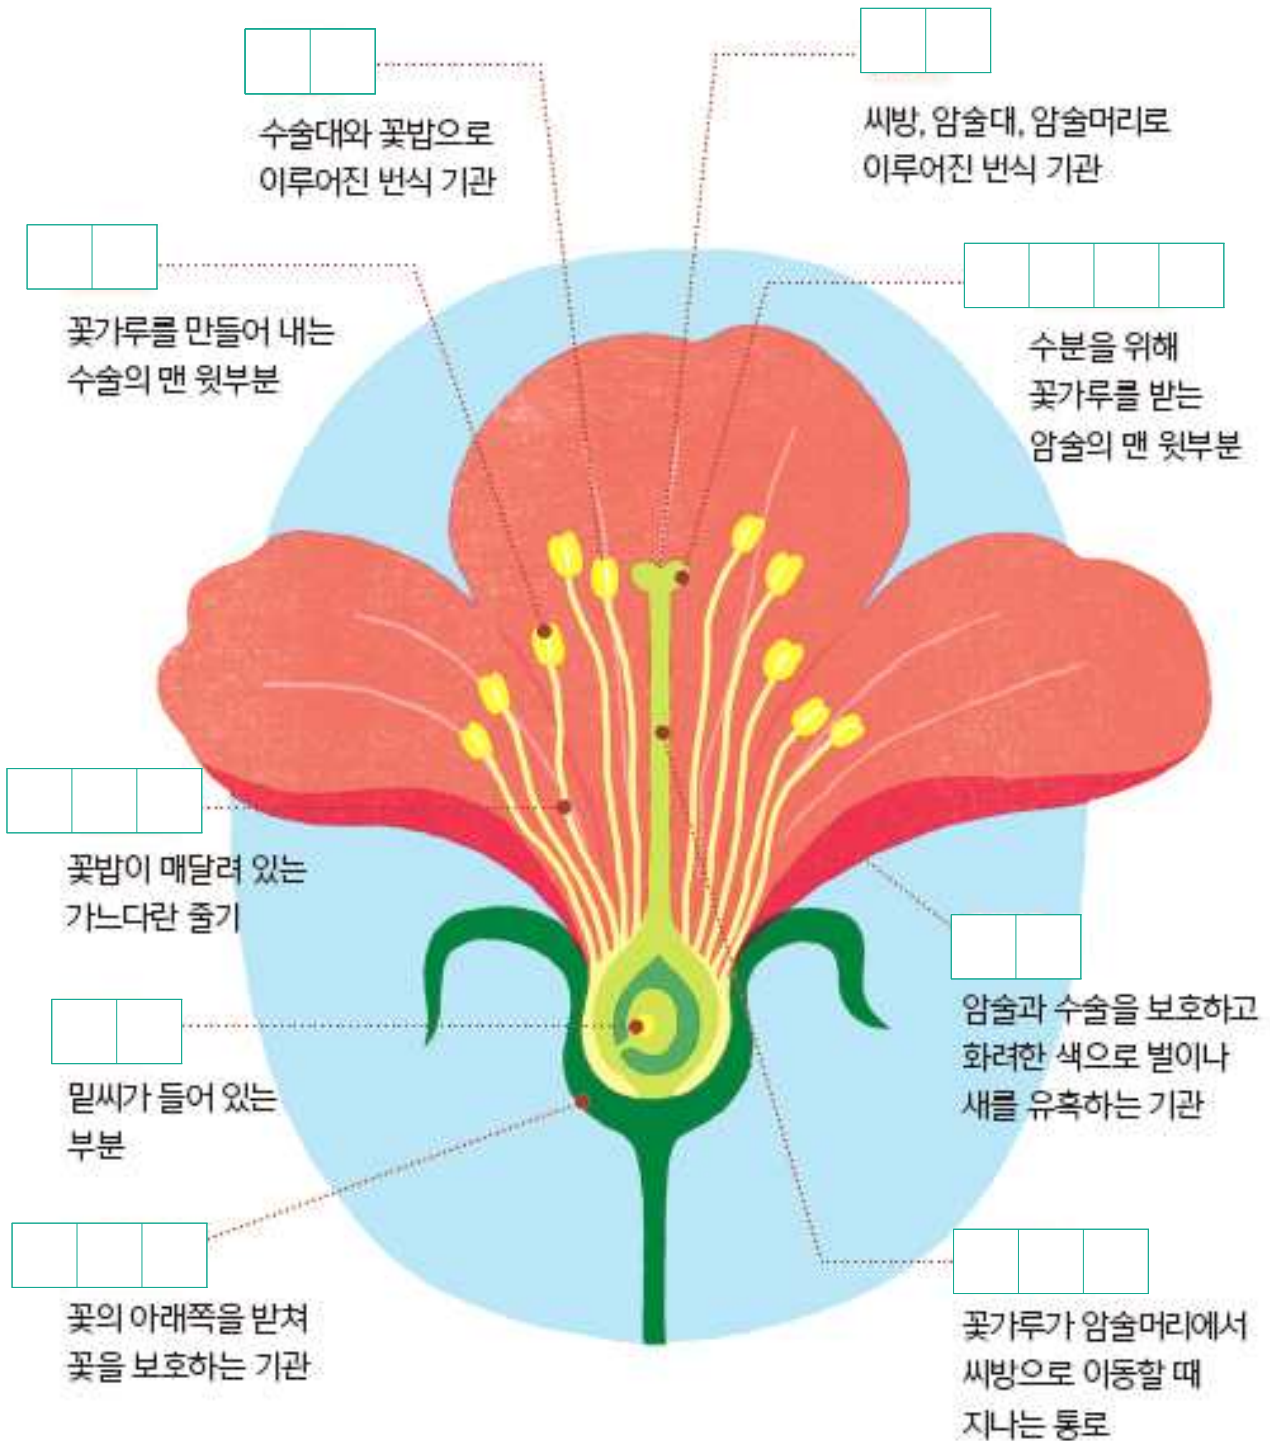 수술대와 꽃밥으로
이루어진 번식 기관
씨방, 암술대, 암술머리로
이루어진 번식 기관
꽃가루를 만들어 내는
수술의 맨 윗부분
수분을 위해
꽃가루를 받는
암술의 맨 윗부분
꽃밥이 매달려 있는
가느다란 줄기
암술과 수술을 보호하고
화려한 색으로 벌이나
새를 유혹하는 기관
밑씨가 들어 있는
부분
꽃의 아래쪽을 받쳐
꽃을 보호하는 기관
꽃가루가 암술머리에서
씨방으로 이동할 때
지나는 통로